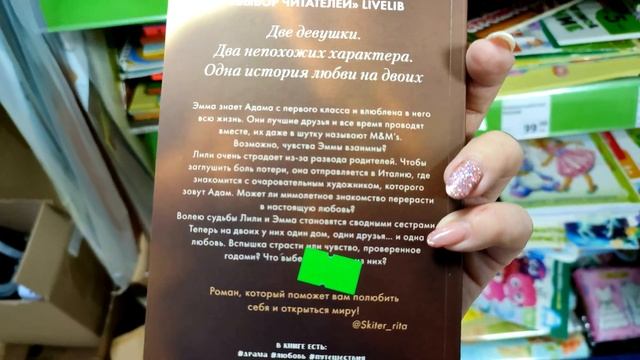 ВЫБОР ЧИТАТЕЛЕЙ» LIVELIB
Две девушки.
Два непохожих характера.
Одна история любви на двоих
Эмма знает Адама с первого класса и влюблена в него
всю жизнь. Они лучшие друзья и все время проводят
вместе, их даже в шутку называют M&M's.
Возможно, чувства Эммы взаимны?
Лили очень страдает из-за развода родителей. Чтобы
заглушить боль потери, она отправляется в Италию, где
знакомится с очаровательным художником, которого
зовут Адам. Может ли мимолетное знакомство перерасти
в настоящую любовь?
Волею судьбы Лили и Эмма становятся сводными сестрами
Теперь на двоих у них один дом, одни друзья... и одна
любовь. Вспышка страсти или чувство, проверенное
годами? Что из них?
Роман, который поможет вам полюбить
себя и открыться миру!
@Skiter_rita
В КНИГЕ ЕСТЬ:
#ДРАМА #ЛЮБОВЬ #ПУТЕШЕСТВИЯ
99